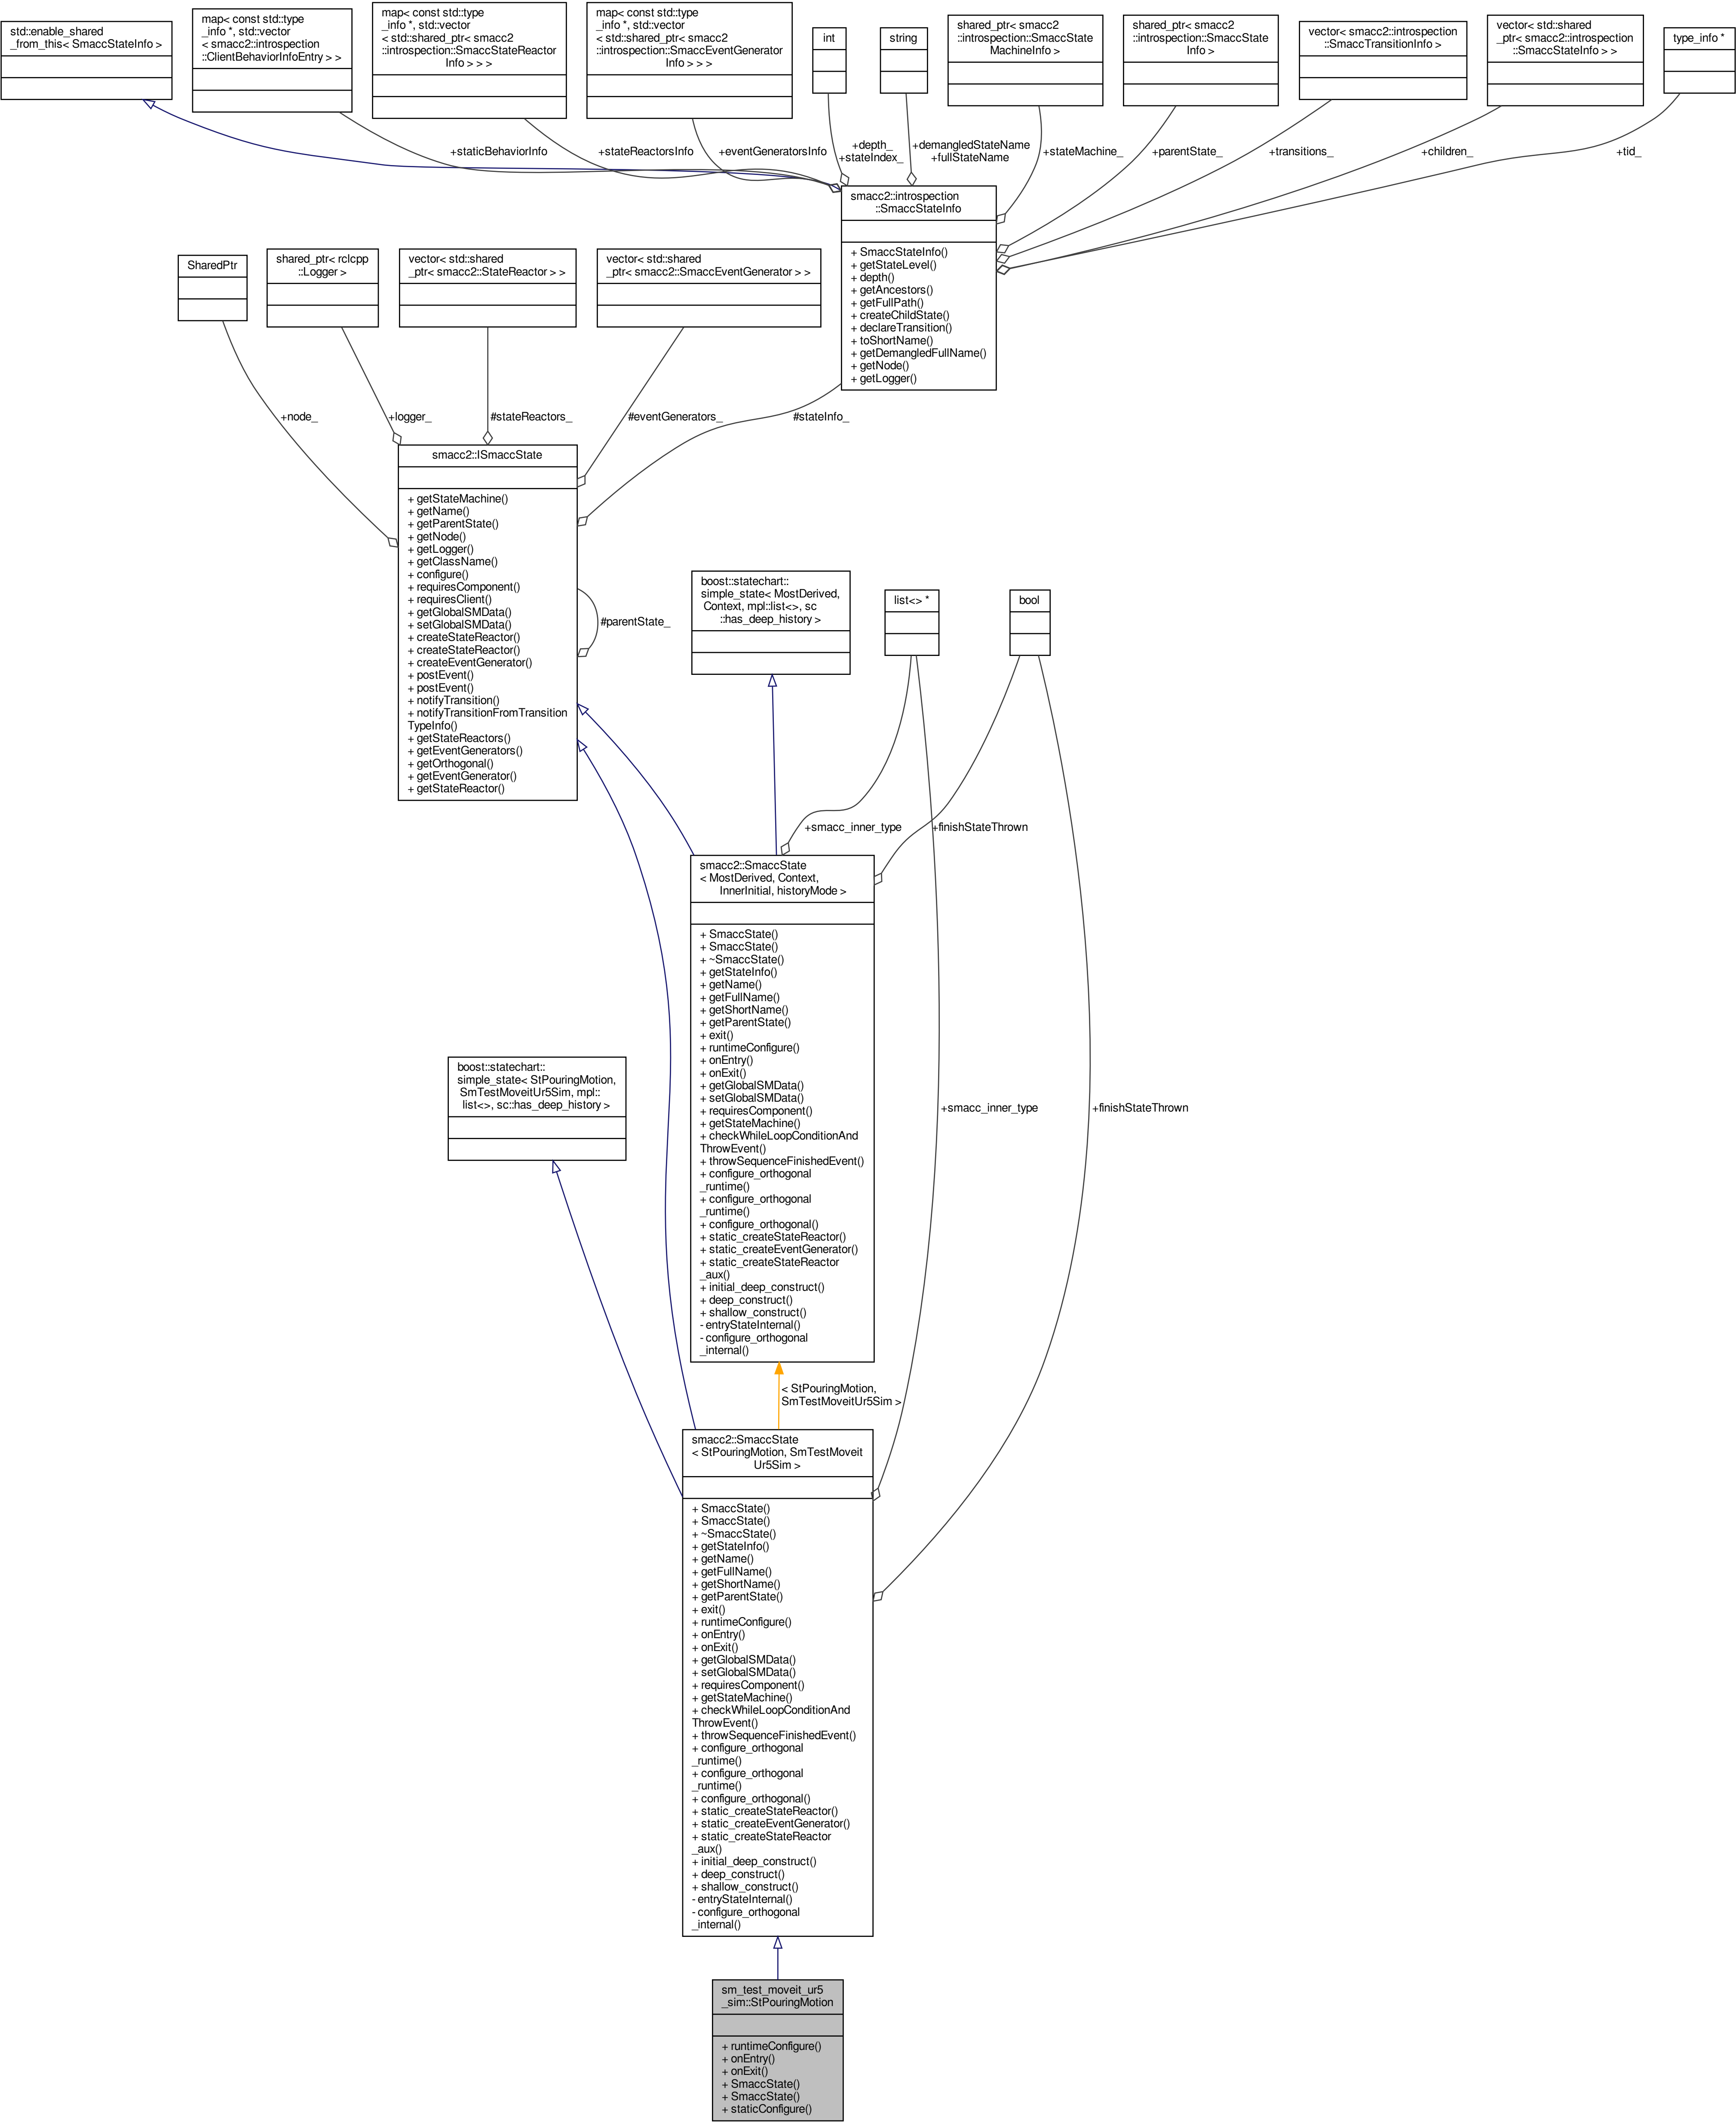 std::enable_shared
_from_this< SmaccStateInfo >
map< const std::type
_info *, std::vector
< smacc2::introspection
::ClientBehaviorInfoEntry > >
map< const std::type
_info *, std::vector
< std::shared_ptr< smacc2
::introspection::SmaccStateReactor
Info > > >
map< const std::type
_info *, std::vector
< std::shared_ptr< smacc2
::introspection::SmaccEventGenerator
Info > > >
int
string
shared_ptr< smacc2
::introspection::SmaccState
MachineInfo >
shared_ptr< smacc2
::introspection::SmaccState
Info >
vector< smacc2::introspection
::SmaccTransitionInfo >
vector< std::shared
_ptr< smacc2::introspection
::SmaccStateInfo > >
type_info *
+staticBehaviorInfo
+stateReactorsInfo
+eventGeneratorsInfo
+depth_
+stateIndex_
+demangledStateName
+fullStateName
+stateMachine_
+parentState_
+transitions_
+children_
+tid_
smacc2::introspection
::SmaccStateInfo
+ SmaccStateInfo()
+ getStateLevel()
+ depth()
+ getAncestors()
+ getFullPath()
+ createChildState()
+ declareTransition()
+ toShortName()
+ getDemangledFullName()
+ getNode()
+ getLogger()
SharedPtr
shared_ptr< rclcpp
::Logger >
vector< std::shared
_ptr< smacc2::StateReactor > >
vector< std::shared
_ptr< smacc2::SmaccEventGenerator > >
+node_
+logger_
#stateReactors_
#eventGenerators_
#stateInfo_
smacc2::ISmaccState
+ getStateMachine()
+ getName()
+ getParentState()
+ getNode()
+ getLogger()
+ getClassName()
+ configure()
+ requiresComponent()
+ requiresClient()
+ getGlobalSMData()
+ setGlobalSMData()
+ createStateReactor()
+ createStateReactor()
+ createEventGenerator()
+ postEvent()
+ postEvent()
+ notifyTransition()
+ notifyTransitionFromTransition
TypeInfo()
+ getStateReactors()
+ getEventGenerators()
+ getOrthogonal()
+ getEventGenerator()
+ getStateReactor()
#parentState_
boost::statechart::
simple_state< MostDerived,
Context, mpl::list<>, sc
::has_deep_history >
list<> *
bool
+smacc_inner_type
+finishStateThrown
smacc2::SmaccState
< MostDerived, Context,
InnerInitial, historyMode >
+ SmaccState()
+ SmaccState()
+ ~SmaccState()
+ getStateInfo()
+ getName()
+ getFullName()
+ getShortName()
+ getParentState()
+ exit()
+ runtimeConfigure()
+ onEntry()
+ onExit()
+ getGlobalSMData()
+ setGlobalSMData()
+ requiresComponent()
+ getStateMachine()
+ checkWhileLoopConditionAnd
ThrowEvent()
+ throwSequenceFinishedEvent()
+ configure_orthogonal
_runtime()
+ configure_orthogonal
_runtime()
+ configure_orthogonal()
+ static_createStateReactor()
+ static_createEventGenerator()
+ static_createStateReactor
_aux()
+ initial_deep_construct()
+ deep_construct()
+ shallow_construct()
- entryStateInternal()
- configure_orthogonal
_internal()
boost::statechart::
simple_state< StPouringMotion,
SmTestMoveitUr5Sim, mpl::
list<>, sc::has_deep_history >
+smacc_inner_type
+finishStateThrown
< StPouringMotion,
SmTestMoveitUr5Sim >
smacc2::SmaccState
< StPouringMotion, SmTestMoveit
Ur5Sim >
+ SmaccState()
+ SmaccState()
+ ~SmaccState()
+ getStateInfo()
+ getName()
+ getFullName()
+ getShortName()
+ getParentState()
+ exit()
+ runtimeConfigure()
+ onEntry()
+ onExit()
+ getGlobalSMData()
+ setGlobalSMData()
+ requiresComponent()
+ getStateMachine()
+ checkWhileLoopConditionAnd
ThrowEvent()
+ throwSequenceFinishedEvent()
+ configure_orthogonal
_runtime()
+ configure_orthogonal
_runtime()
+ configure_orthogonal()
+ static_createStateReactor()
+ static_createEventGenerator()
+ static_createStateReactor
_aux()
+ initial_deep_construct()
+ deep_construct()
+ shallow_construct()
- entryStateInternal()
- configure_orthogonal
_internal()
sm_test_moveit_ur5
_sim::StPouringMotion
+ runtimeConfigure()
+ onEntry()
+ onExit()
+ SmaccState()
+ SmaccState()
+ staticConfigure()